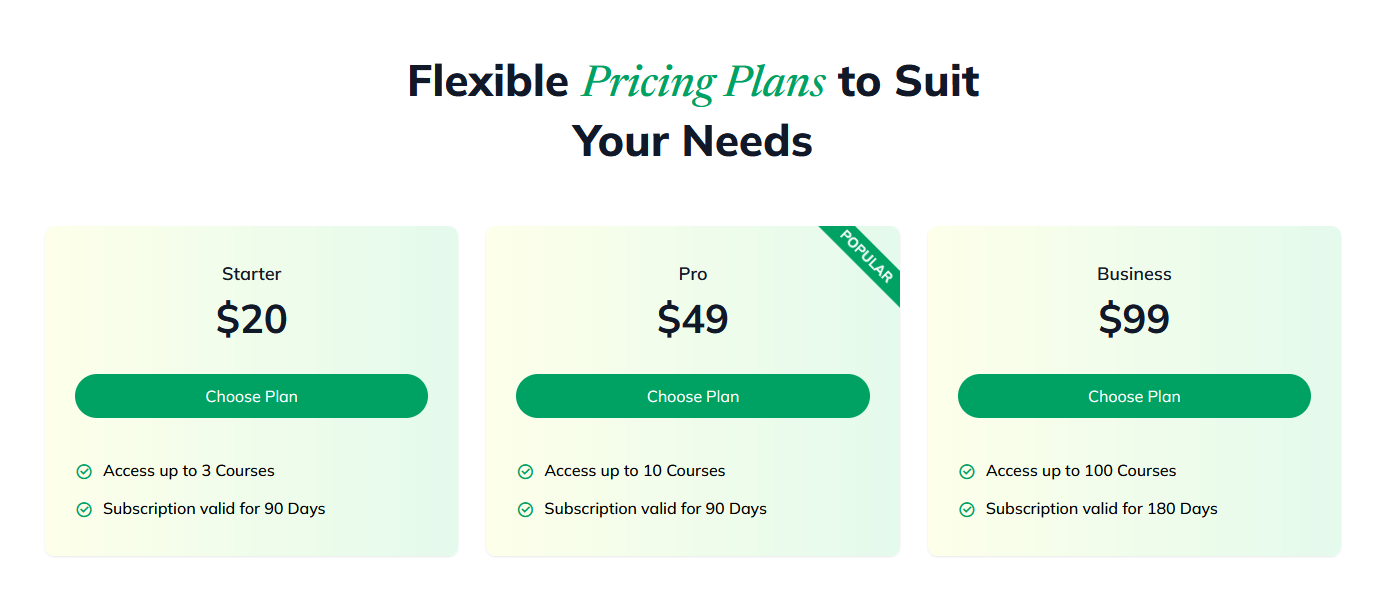 Flexible Pricing Plans to Suit
Your Needs
Starter
$20
Choose Plan
Access up to 3 Courses
Subscription valid for 90 Days
POPULAR
Pro
$49
Choose Plan
Access up to 10 Courses
Subscription valid for 90 Days
Business
$99
Choose Plan
Access up to 100 Courses
Subscription valid for 180 Days